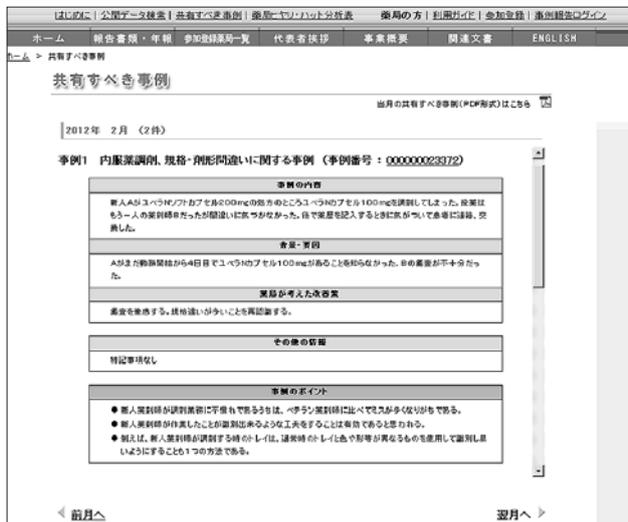 はじめに | 公開データ検索 | 共有すべき事例 | 薬局ヒヤリ・ハット分析表 薬局の方 | 利用ガイド | 参加登録 | 事例報告ログイン
ホーム 報告書類・年報 参加登録薬局一覧 代表者挨拶 事業概要 関連文書 ENGLISH
ホーム > 共有すべき事例
共有すべき事例
当月の共有すべき事例(PDF形式)はこちら
2012年 2月 (2件)
事例1 内服薬調剤、規格・剤形間違いに関する事例 (事例番号:000000023372)
事例の内容
新人AがユベラNソフトカプセル200mgの処方のところユベラNカプセル100mgを調剤してしまった。投薬は
もう一人の薬剤師Bだったが間違いに気づかなかった。後で薬歴を記入するときに気がついて患者に連絡、交
換した。
背景・要因
Aがまだ勤務開始から4日目でユベラNカプセル100mgがあることを知らなかった。Bの鑑査が不十分だっ
た。
薬局が考えた改善策
鑑査を徹底する。規格違いが多いことを再認識する。
その他の情報
特記事項なし
事例のポイント
● 新人薬剤師が調剤業務に不慣れであるうちは、ベテラン薬剤師に比べてミスが多くなりがちである。
● 新人薬剤師が作業したことが識別出来るような工夫をすることは有効であると思われる。
● 例えば、新人薬剤師が調剤する時のトレイは、通常時のトレイと色や形等が異なるものを使用して識別し易
いようにすることも1つの方法である。
前月へ 翌月へ